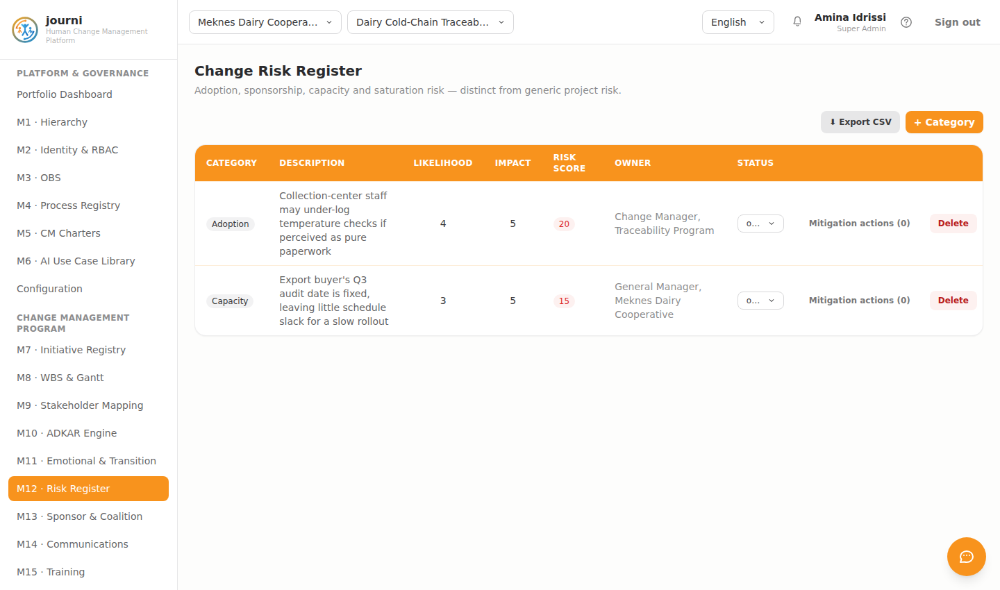 journi
Human Change Management
Platform
PLATFORM & GOVERNANCE
Portfolio Dashboard
M1 · Hierarchy
M2 · Identity & RBAC
M3 · OBS
M4 · Process Registry
M5 · CM Charters
M6 · AI Use Case Library
Configuration
CHANGE MANAGEMENT
PROGRAM
M7 · Initiative Registry
M8 · WBS & Gantt
M9 · Stakeholder Mapping
M10 · ADKAR Engine
M11 · Emotional & Transition
M12 · Risk Register
M13 · Sponsor & Coalition
M14 · Communications
M15 · Training
Meknes Dairy Coopera...
Dairy Cold-Chain Traceab...
English
Amina Idrissi
Super Admin
Sign out
Change Risk Register
Adoption, sponsorship, capacity and saturation risk — distinct from generic project risk.
⬇ Export CSV
+ Category
CATEGORY DESCRIPTION LIKELIHOOD IMPACT RISK SCORE OWNER STATUS
Adoption
Collection-center staff
may under-log
temperature checks if
perceived as pure
paperwork
4
5
20
Change Manager,
Traceability Program
o...
Mitigation actions (0)
Delete
Capacity
Export buyer's Q3
audit date is fixed,
leaving little schedule
slack for a slow rollout
3
5
15
General Manager,
Meknes Dairy
Cooperative
o...
Mitigation actions (0)
Delete